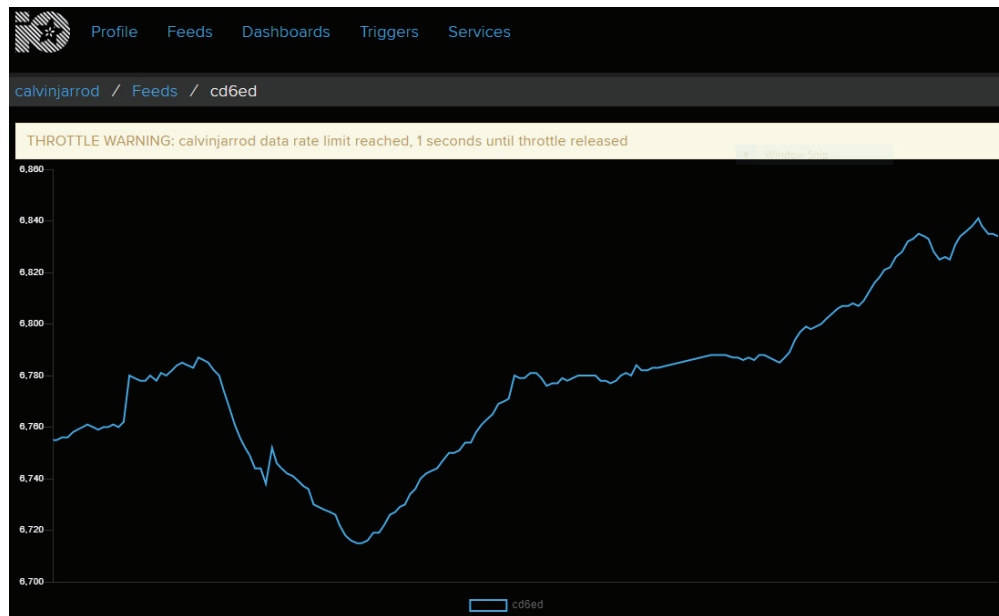 Profile Feeds Dashboards Triggers Services
calvinjarrod / Feeds / cd6ed
THROTTLE WARNING: calvinjarrod data rate limit reached, 1 seconds until throttle released
Window Snip
6,860
6,840
6,820
6,800
6,780
6,760
6,740
6,720
6,700
cd6ed